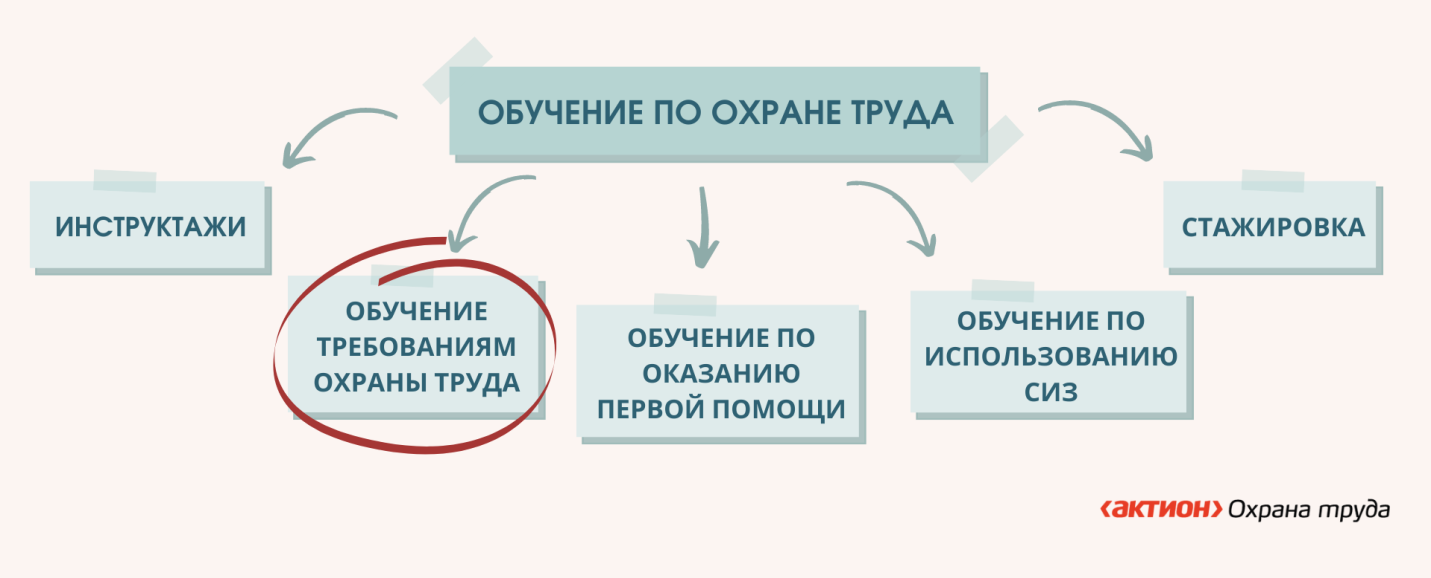 ОБУЧЕНИЕ ПО ОХРАНЕ ТРУДА
ИНСТРУКТАЖИ
ОБУЧЕНИЕ
ТРЕБОВАНИЯМ
ОХРАНЫ ТРУДА
ОБУЧЕНИЕ ПО
ОКАЗАНИЮ
ПЕРВОЙ ПОМОЩИ
ОБУЧЕНИЕ ПО
ИСПОЛЬЗОВАНИЮ
СИЗ
СТАЖИРОВКА
‹актион› Охрана труда